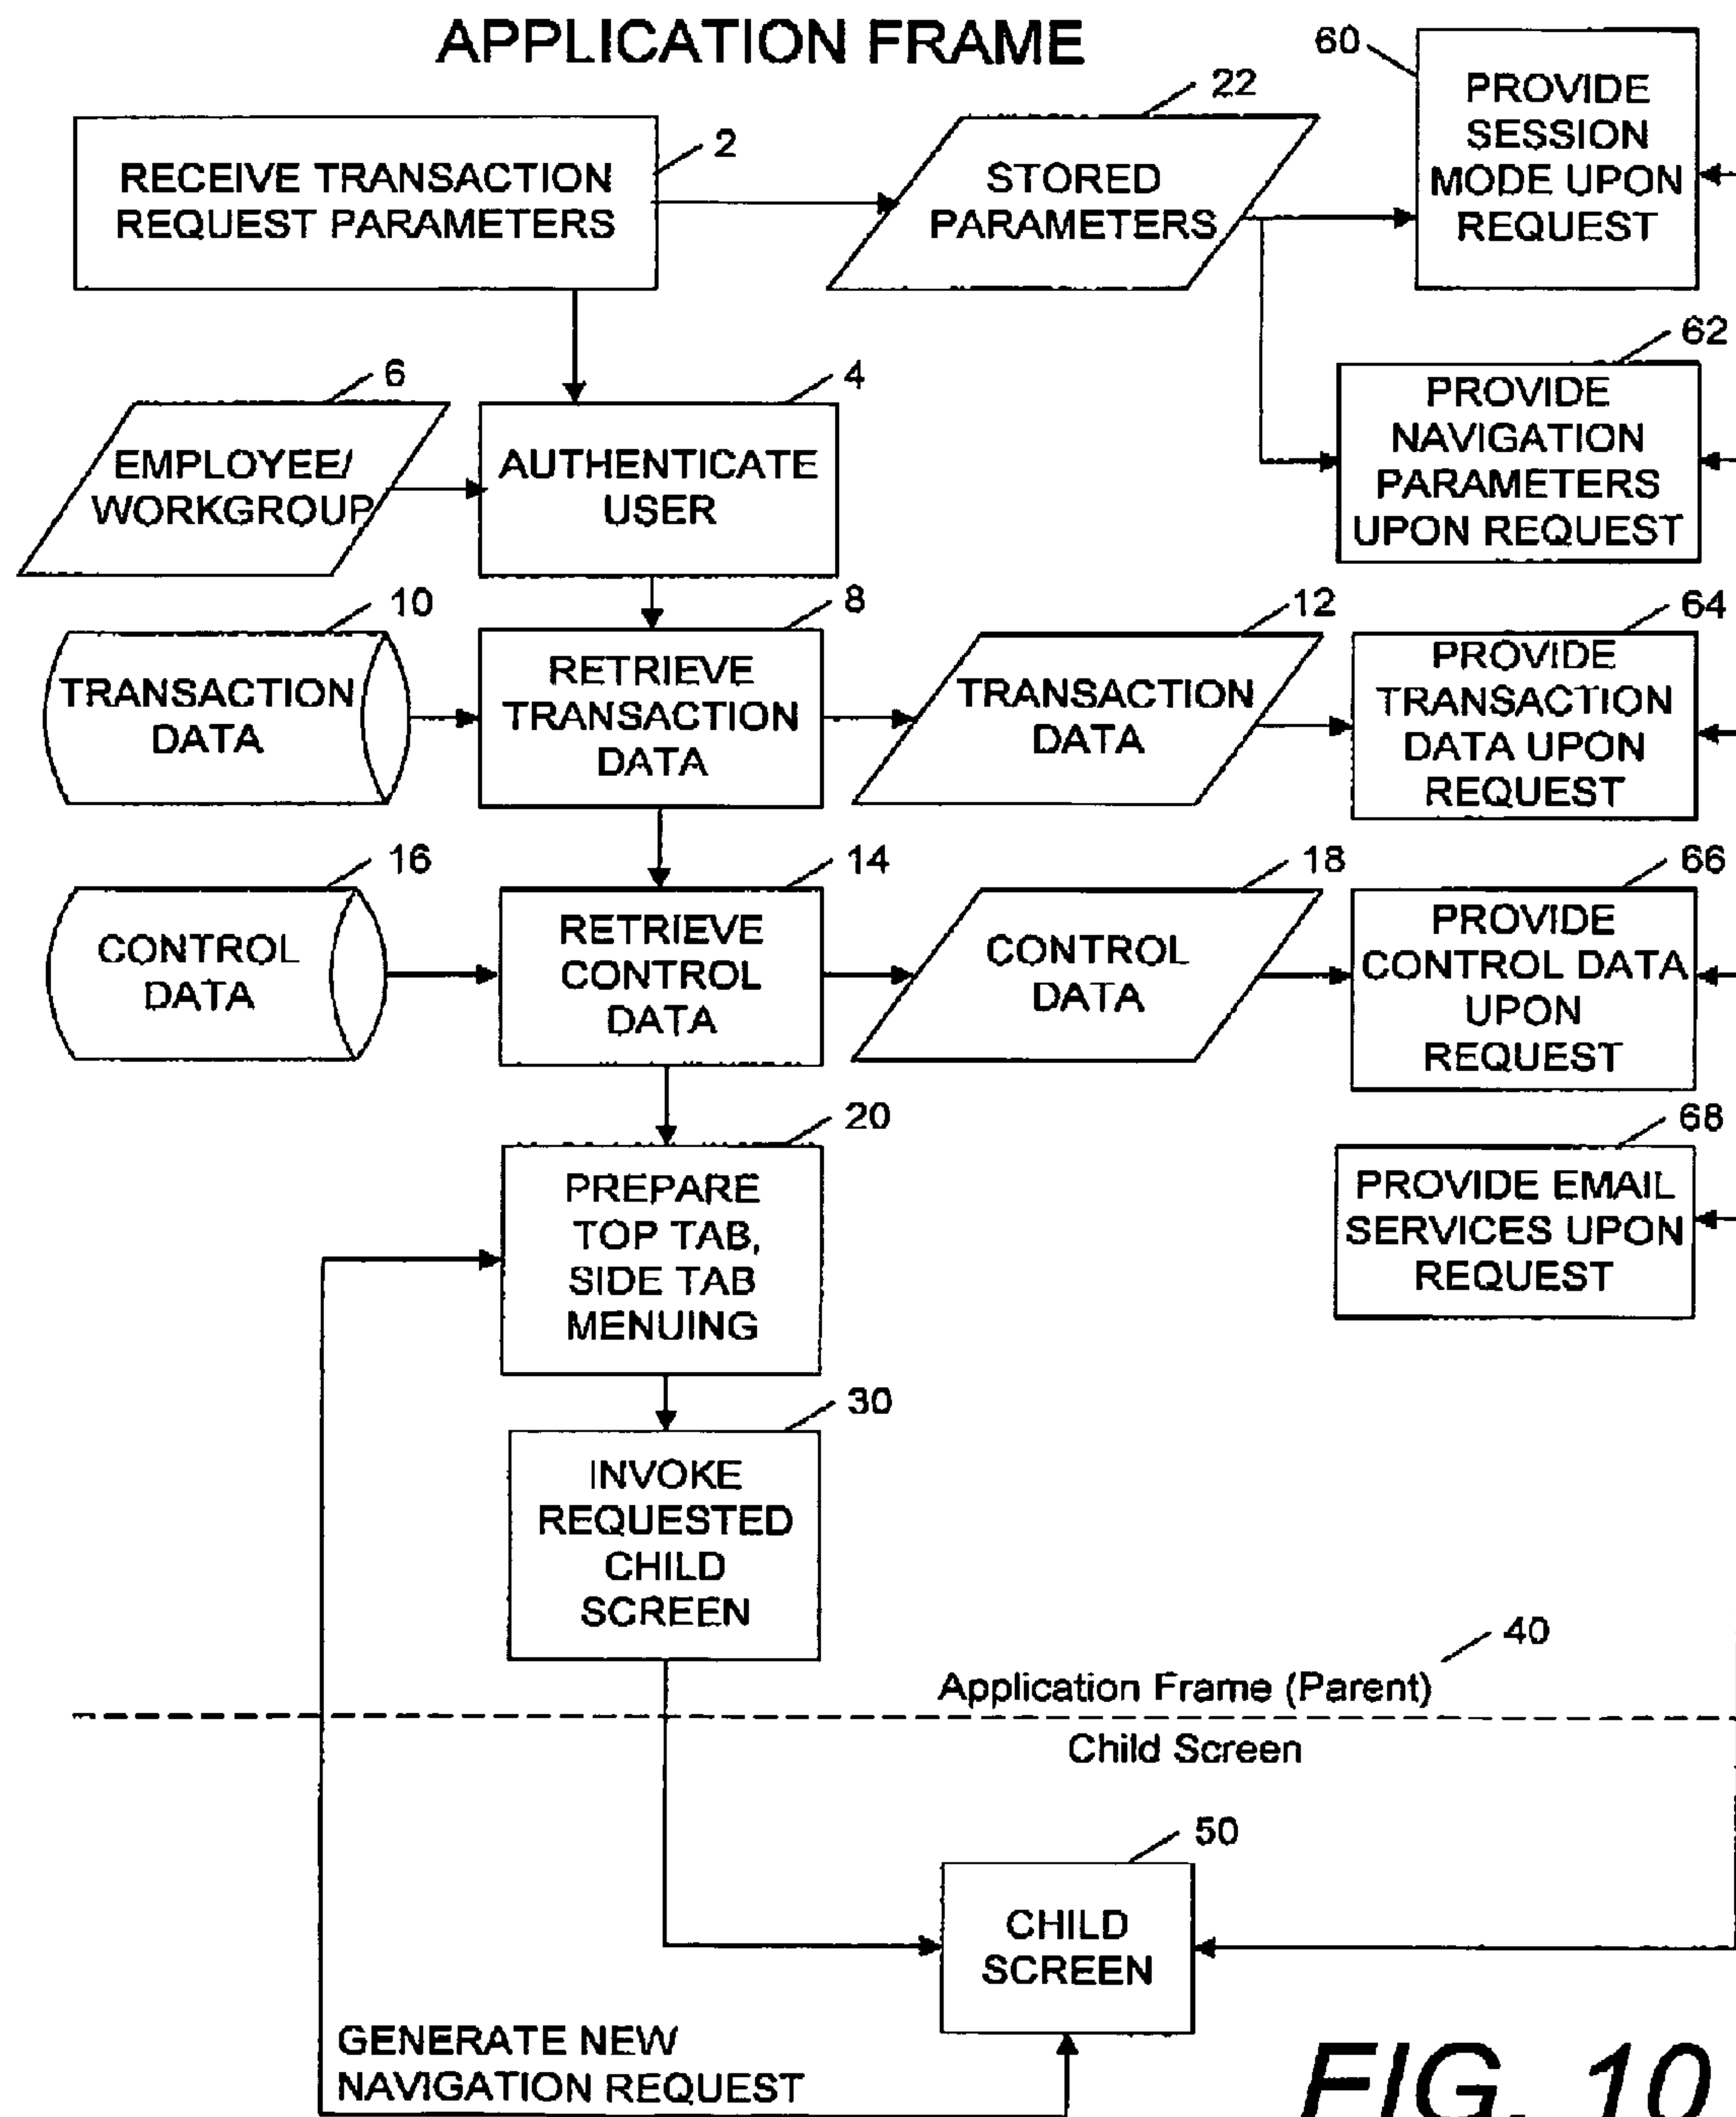 APPLICATION FRAME
2
RECEIVE TRANSACTION
REQUEST PARAMETERS
22
STORED
PARAMETERS
60
PROVIDE
SESSION
MODE UPON
REQUEST
62
PROVIDE
NAVIGATION
PARAMETERS
UPON REQUEST
6
EMPLOYEE/
WORKGROUP
4
AUTHENTICATE
USER
10
TRANSACTION
DATA
8
RETRIEVE
TRANSACTION
DATA
12
TRANSACTION
DATA
64
PROVIDE
TRANSACTION
DATA UPON
REQUEST
16
CONTROL
DATA
14
RETRIEVE
CONTROL
DATA
18
CONTROL
DATA
66
PROVIDE
CONTROL DATA
UPON
REQUEST
20
PREPARE
TOP TAB,
SIDE TAB
MENUING
68
PROVIDE EMAIL
SERVICES UPON
REQUEST
30
INVOKE
REQUESTED
CHILD
SCREEN
40
Application Frame (Parent)
Child Screen
50
CHILD
SCREEN
GENERATE NEW
NAVIGATION REQUEST
FIG. 10